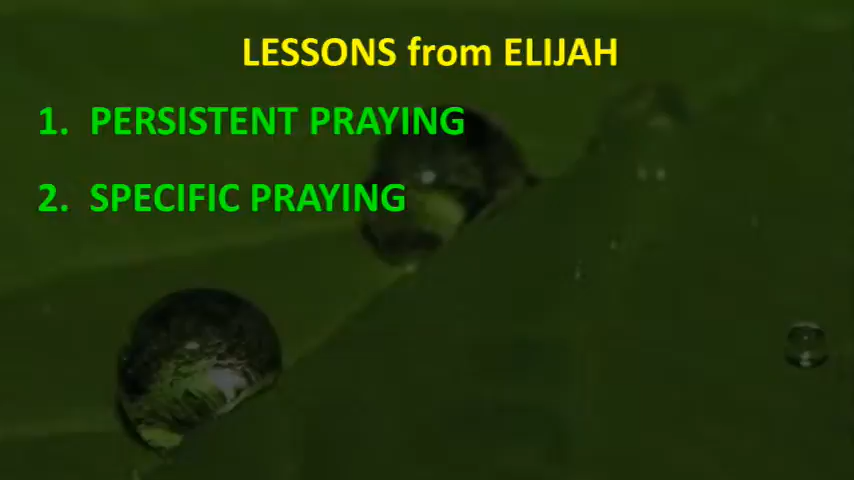 LESSONS from ELIJAH
1. PERSISTENT PRAYING
2. SPECIFIC PRAYING